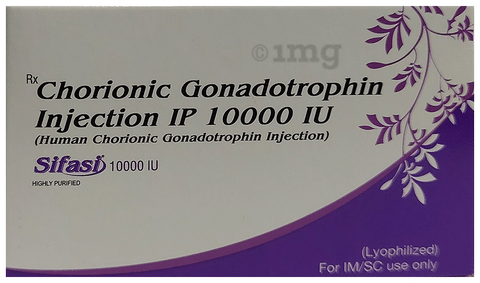 ©1mg
Rx
Chorionic Gonadotrophin
Injection IP 10000 IU
(Human Chorionic Gonadotrophin Injection)
Sifasi 10000 IU
HIGHLY PURIFIED
(Lyophilized)
For IM/SC use only